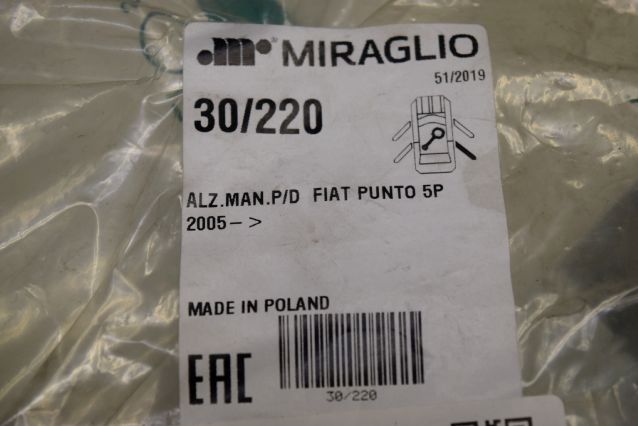 MIRAGLIO
51/2019
30/220
ALZ.MAN.P/D FIAT PUNTO 5P
2005->
MADE IN POLAND
EAC
30/220